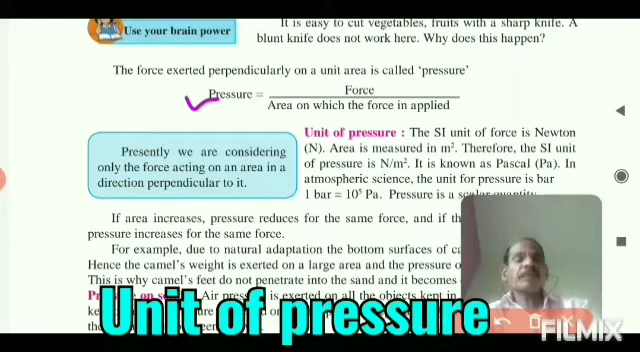 Use your brain power
It is easy to cut vegetables, fruits with a sharp knife. A
blunt knife does not work here. Why does this happen?
The force exerted perpendicularly on a unit area is called 'pressure'
Pressure = Force
Area on which the force in applied
Presently we are considering
only the force acting on an area in a
direction perpendicular to it.
Unit of pressure : The SI unit of force is Newton
(N). Area is measured in m². Therefore, the SI unit
of pressure is N/m². It is known as Pascal (Pa). In
atmospheric science, the unit for pressure is bar
1 bar = 10⁵ Pa. Pressure is a scalar quantity.
If area increases, pressure reduces for the same force, and if th
pressure increases for the same force.
For example, due to natural adaptation the bottom surfaces of ca
Hence the camel's weight is exerted on a large area and the pressure o
This is why camel's feet do not penetrate into the sand and it becomes
on Air is exerted on all the objects kept in
Unit of pressure
FILMIX